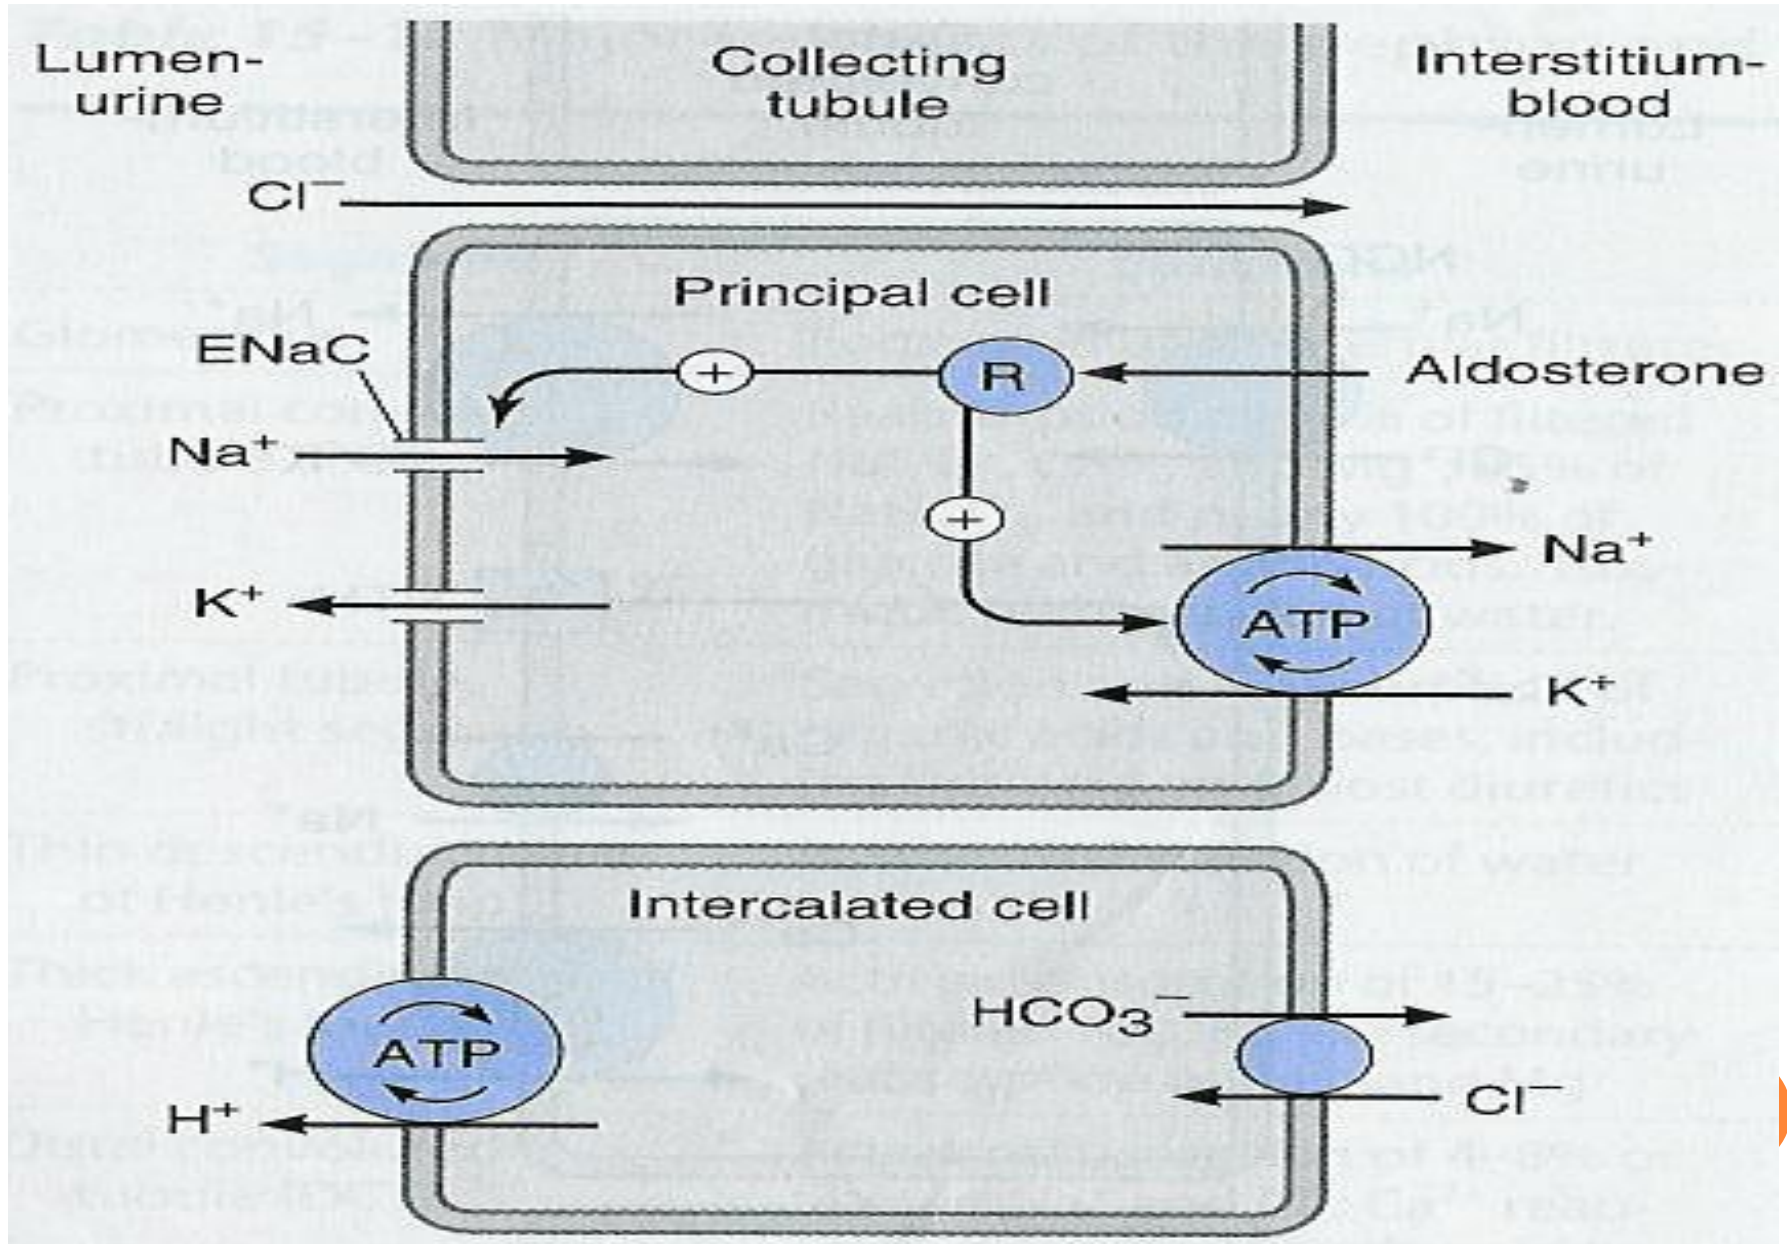 Lumen-
urine
Collecting
tubule
Interstitium-
blood
Cl⁻
Principal cell
ENaC
R
Aldosterone
+
Na⁺
+
Na⁺
K⁺
ATP
K⁺
Intercalated cell
HCO₃⁻
ATP
Cl⁻
H⁺